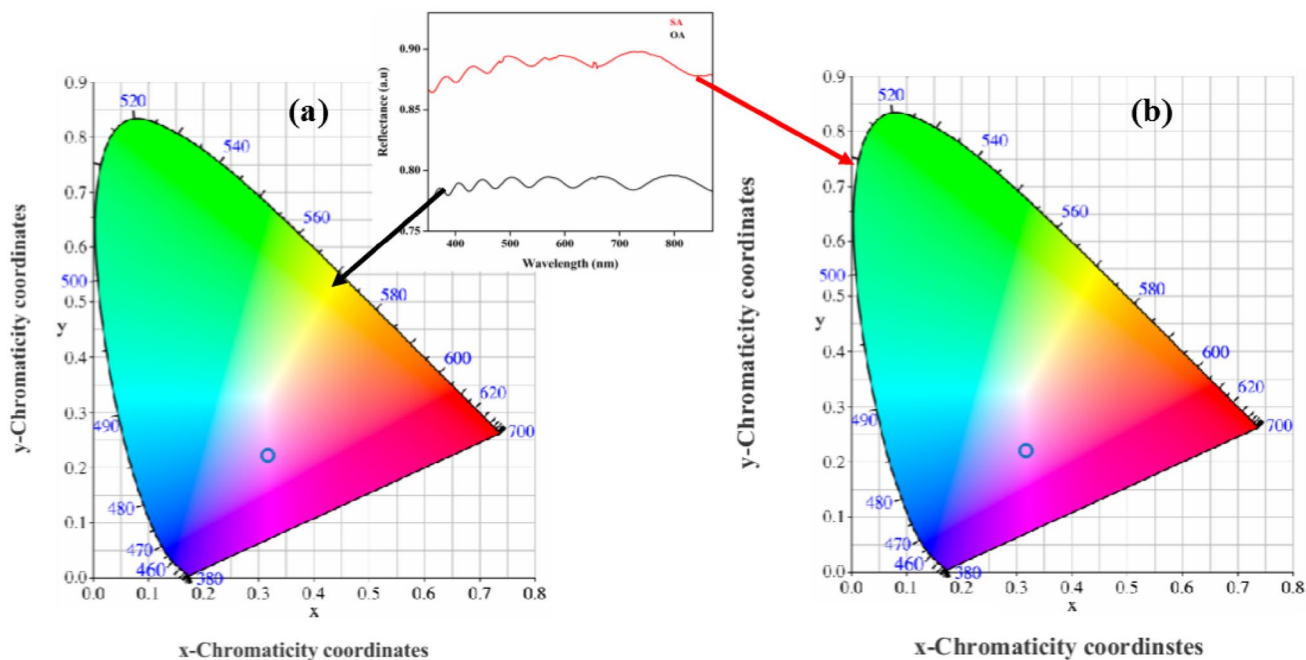 SA
OA
0.90
0.85
0.80
0.75
Reflectance (a.u)
400 500 600 700 800
Wavelength (nm)
(a)
0.9
0.8
0.7
0.6
0.5
0.4
0.3
0.2
0.1
0.0
y
y-Chromaticity coordinates
520
540
560
580
600
620
700
500
490
480
470
460
380
0.0 0.1 0.2 0.3 0.4 0.5 0.6 0.7 0.8
x
x-Chromaticity coordinates
(b)
0.9
0.8
0.7
0.6
0.5
0.4
0.3
0.2
0.1
0.0
y
y-Chromaticity coordinates
520
540
560
580
600
620
700
500
490
480
470
460
380
0.0 0.1 0.2 0.3 0.4 0.5 0.6 0.7 0.8
x
x-Chromaticity coordinstes